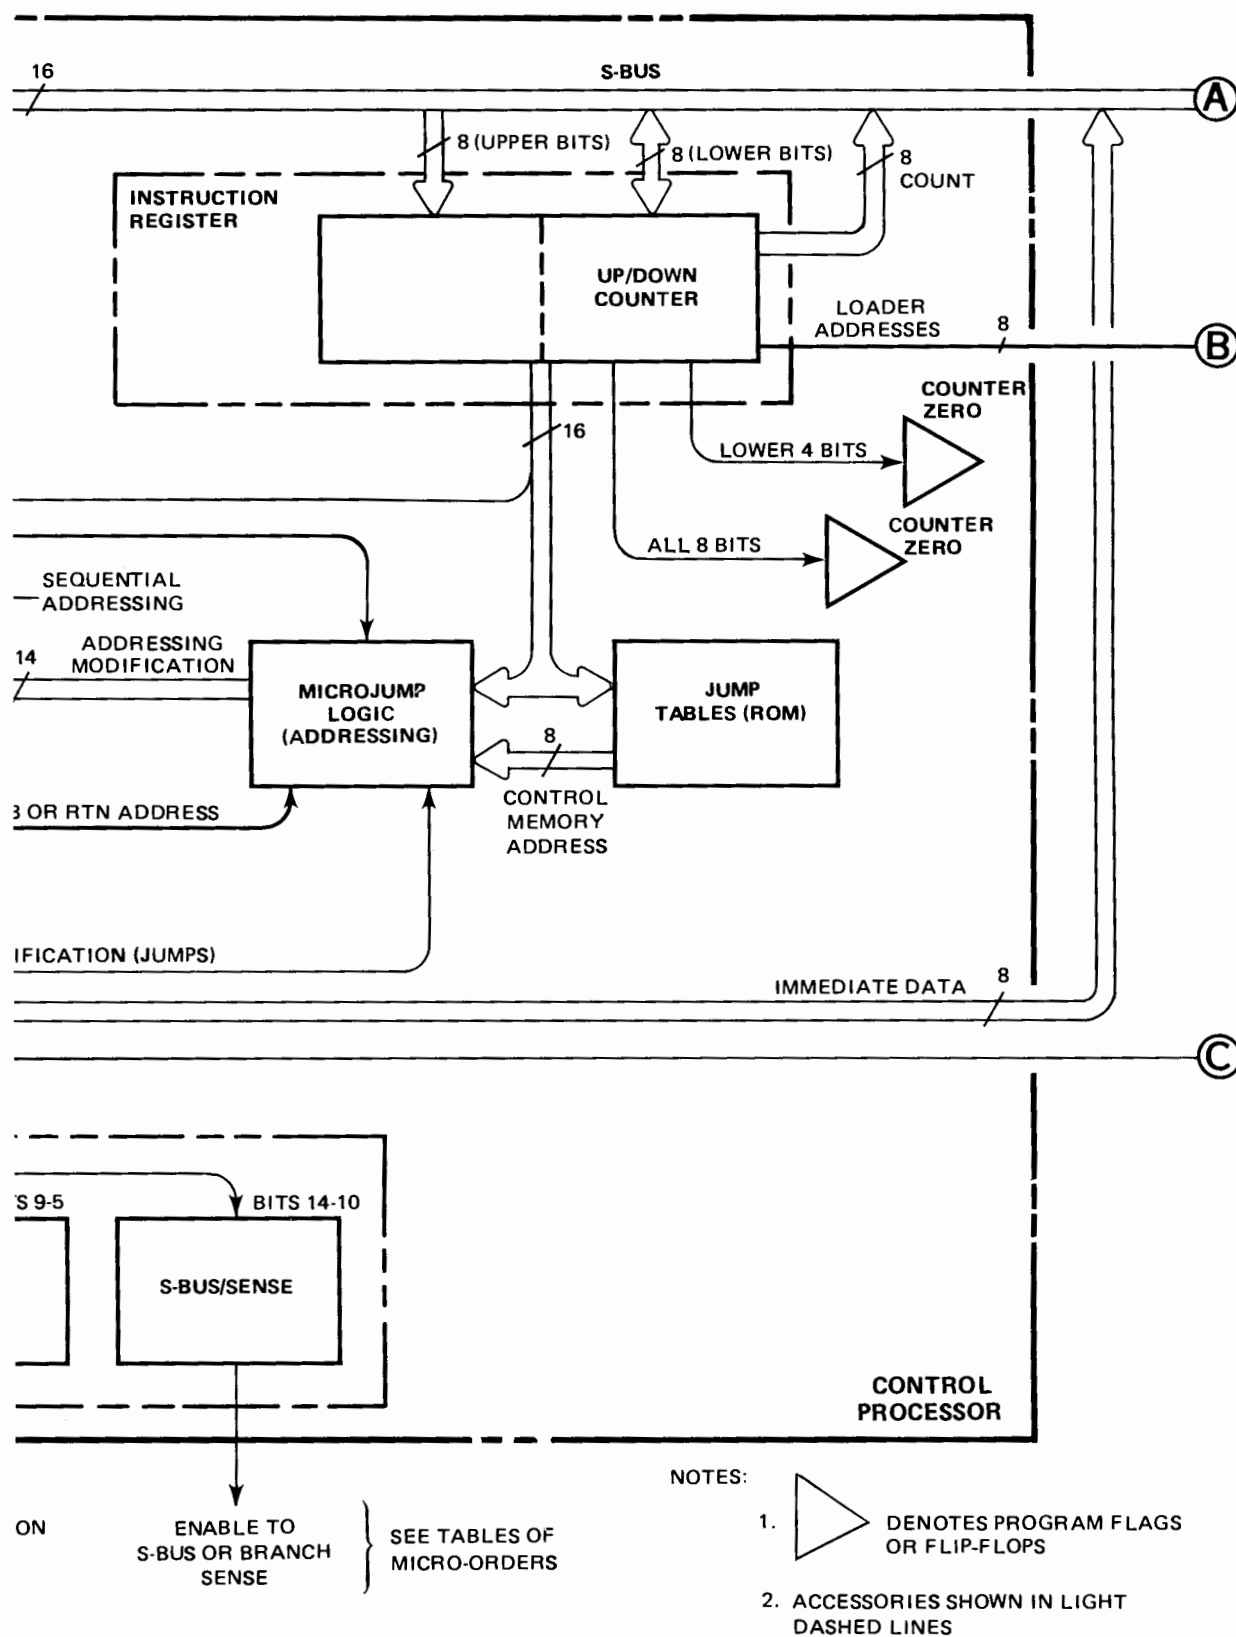 16
S-BUS
A
8 (UPPER BITS)
8 (LOWER BITS)
8
COUNT
INSTRUCTION
REGISTER
UP/DOWN
COUNTER
LOADER
ADDRESSES
8
B
COUNTER
ZERO
16
LOWER 4 BITS
COUNTER
ZERO
ALL 8 BITS
SEQUENTIAL
ADDRESSING
14
ADDRESSING
MODIFICATION
MICROJUMP
LOGIC
(ADDRESSING)
JUMP
TABLES (ROM)
8
CONTROL
MEMORY
ADDRESS
OR RTN ADDRESS
IFICATION (JUMPS)
IMMEDIATE DATA
8
C
S 9-5
BITS 14-10
S-BUS/SENSE
CONTROL
PROCESSOR
ON
ENABLE TO
S-BUS OR BRANCH
SENSE
SEE TABLES OF
MICRO-ORDERS
NOTES:
1.
DENOTES PROGRAM FLAGS
OR FLIP-FLOPS
2. ACCESSORIES SHOWN IN LIGHT
DASHED LINES